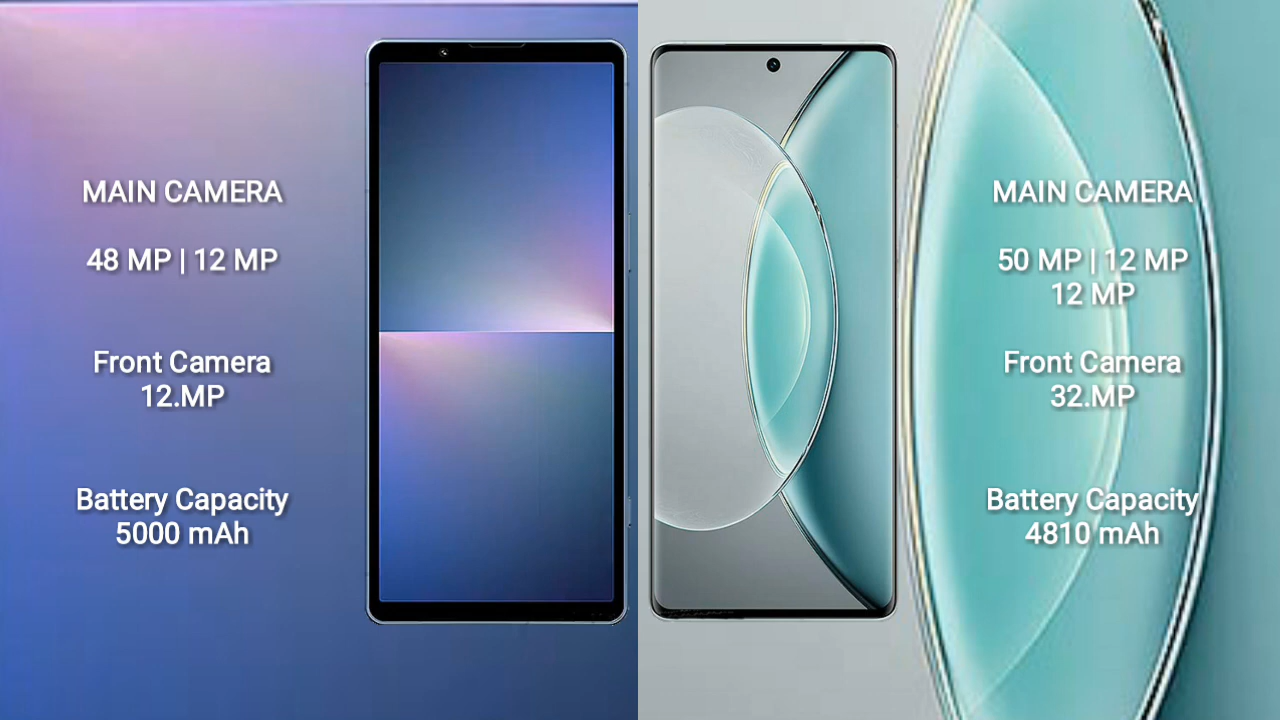 MAIN CAMERA
48 MP | 12 MP
Front Camera
12.MP
Battery Capacity
5000 mAh
MAIN CAMERA
50 MP | 12 MP
12 MP
Front Camera
32.MP
Battery Capacity
4810 mAh